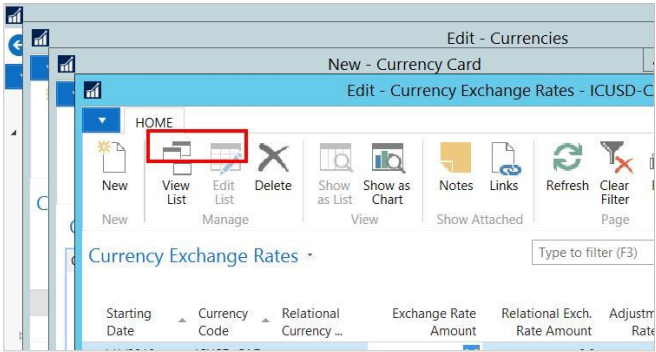 Edit - Currencies
New - Currency Card
Edit - Currency Exchange Rates - ICUSD-C
HOME
New
View List
Edit List
Delete
Show as List
Show as Chart
Notes
Links
Refresh
Clear Filter
New
Manage
View
Show Attached
Page
Currency Exchange Rates
Type to filter (F3)
Starting Date
Currency Code
Relational Currency ...
Exchange Rate Amount
Relational Exch. Rate Amount
Adjustm
Rate